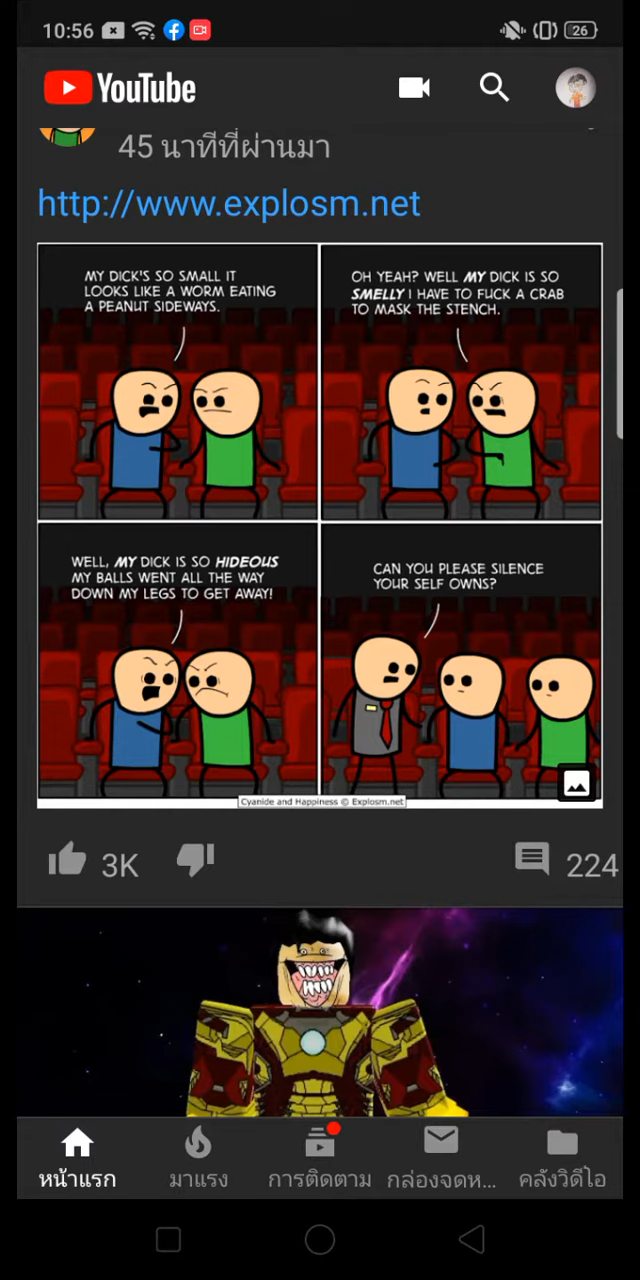 10:56
26
YouTube
45 นาทีที่ผ่านมา
http://www.explosm.net
MY DICK'S SO SMALL IT
LOOKS LIKE A WORM EATING
A PEANUT SIDEWAYS.
OH YEAH? WELL MY DICK IS SO
SMELLY I HAVE TO FUCK A CRAB
TO MASK THE STENCH.
WELL, MY DICK IS SO HIDEOUS
MY BALLS WENT ALL THE WAY
DOWN MY LEGS TO GET AWAY!
CAN YOU PLEASE SILENCE
YOUR SELF OWNS?
Cyanide and Happiness © Explosm.net
3K
224
หน้าแรก
มาแรง
การติดตาม
กล่องจดห...
คลังวิดีโอ